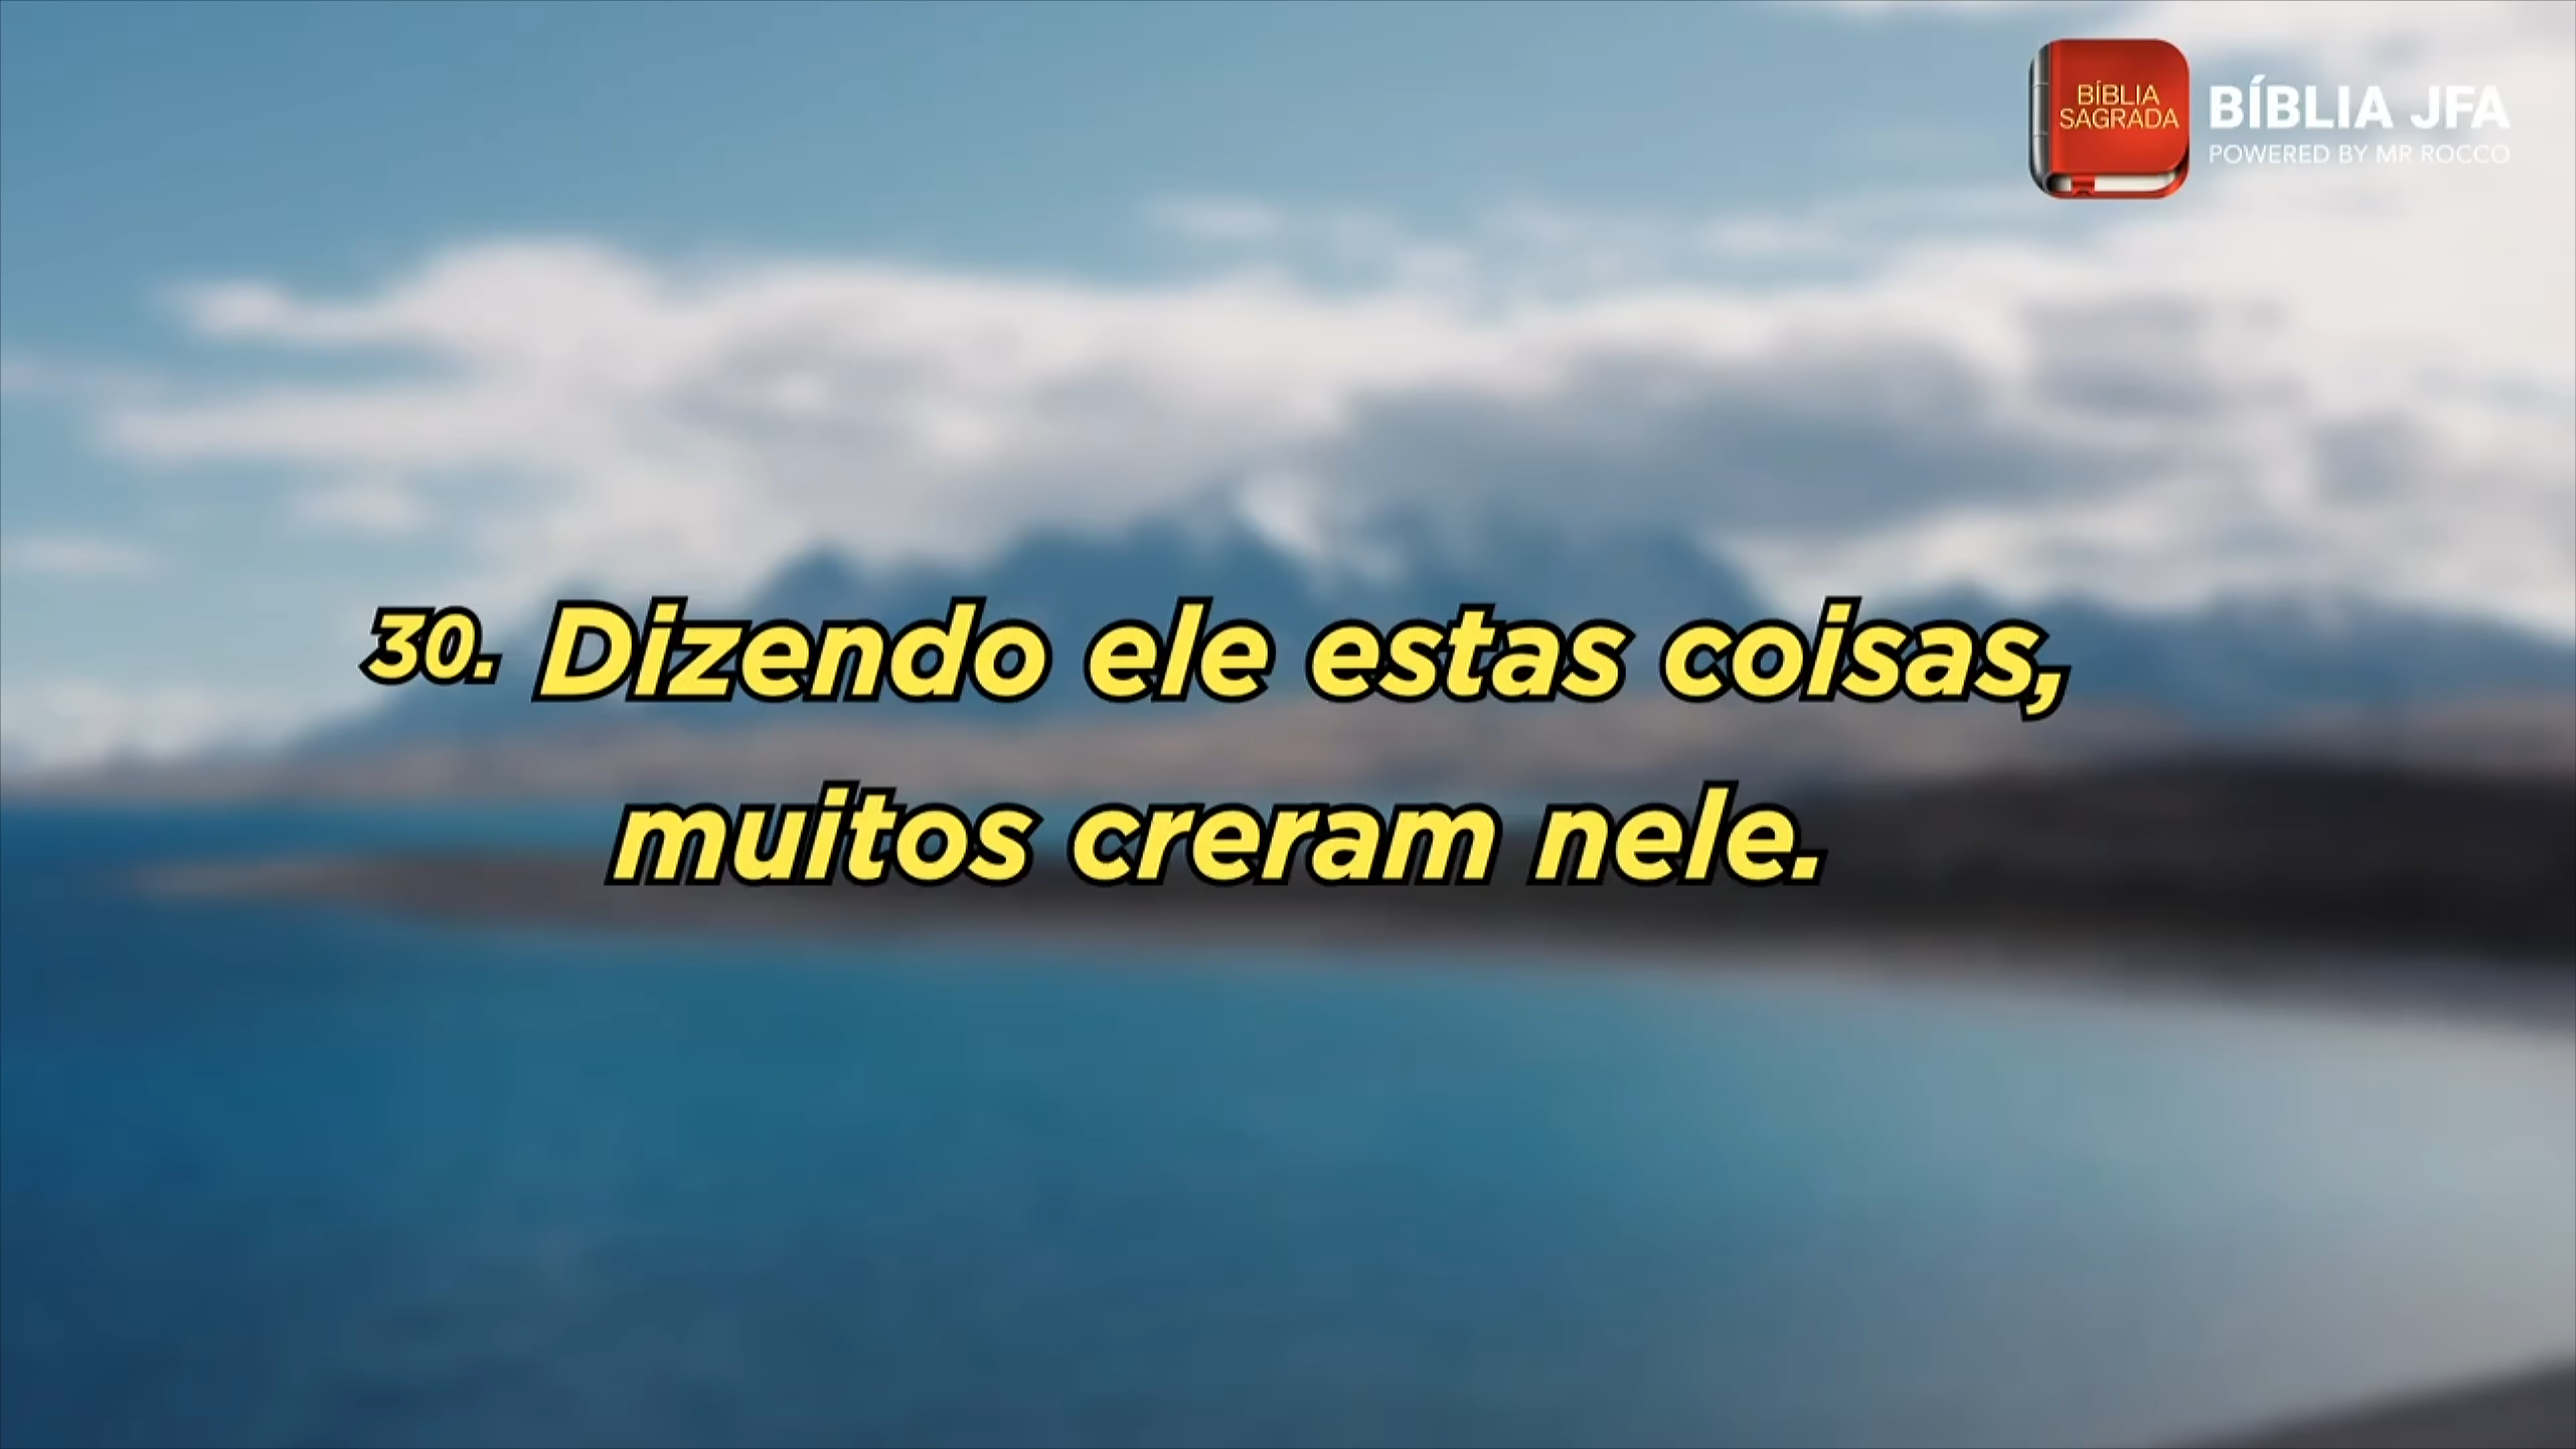 BÍBLIA
SAGRADA
BÍBLIA JFA
POWERED BY MR ROCCO
30. Dizendo ele estas coisas,
muitos creram nele.